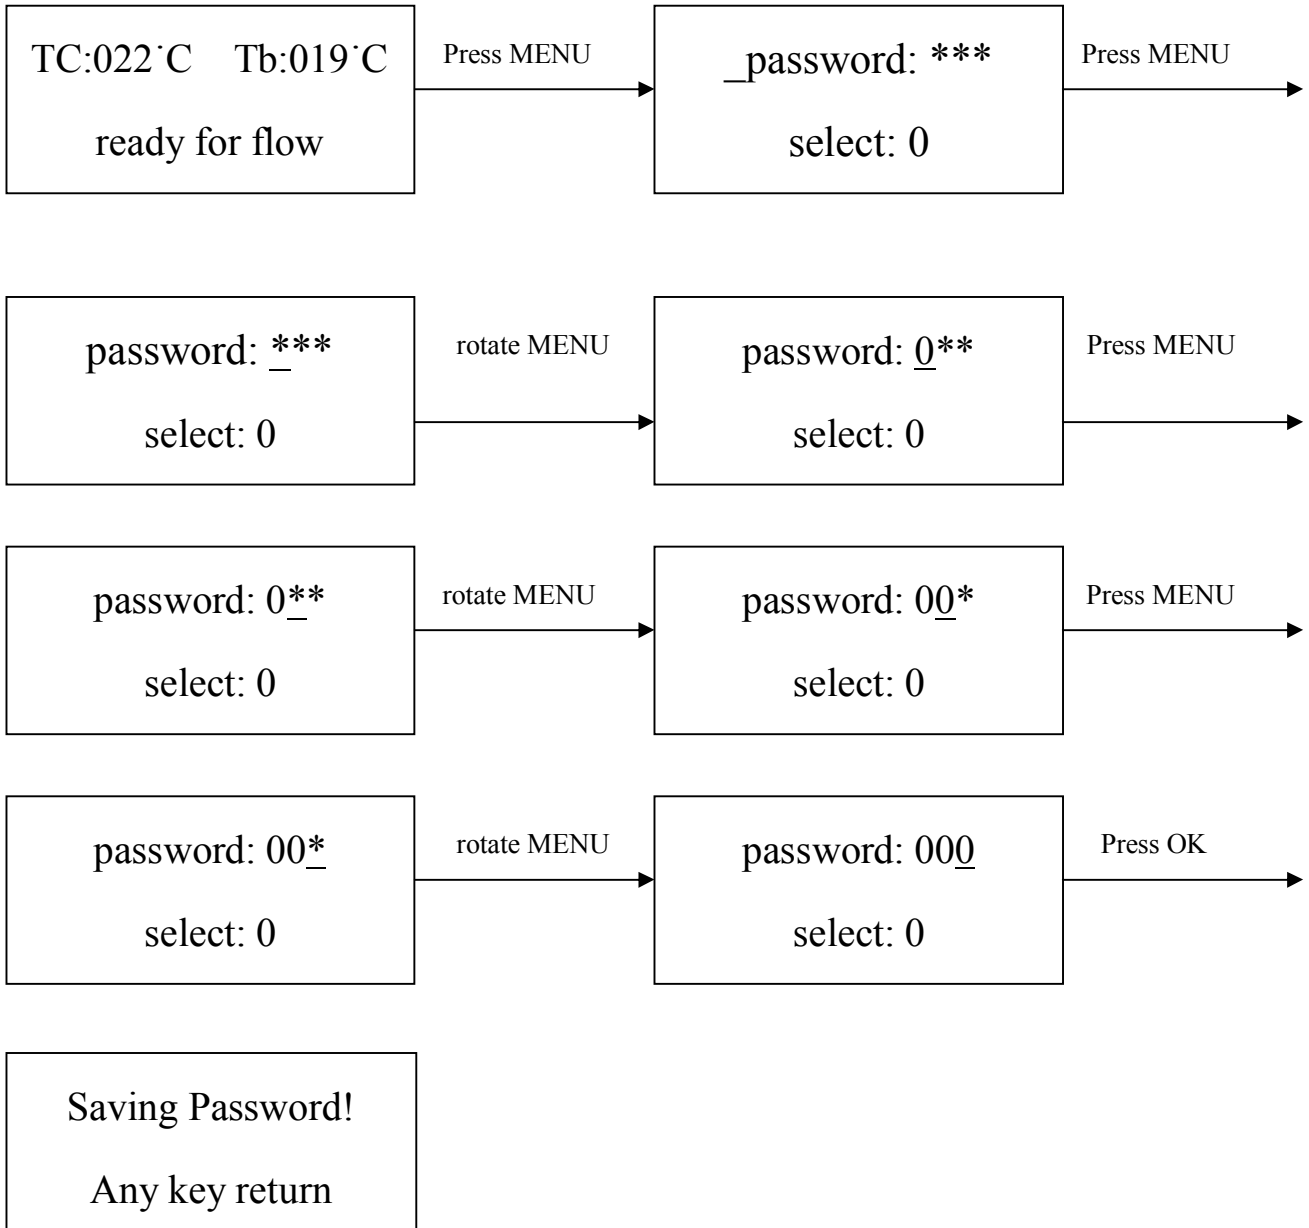 TC:022˙C Tb:019˙C Press MENU _password: *** Press MENU
ready for flow select: 0
password: *** rotate MENU password: 0** Press MENU
select: 0 select: 0
password: 0** rotate MENU password: 00* Press MENU
select: 0 select: 0
password: 00* rotate MENU password: 000 Press OK
select: 0 select: 0
Saving Password!
Any key return